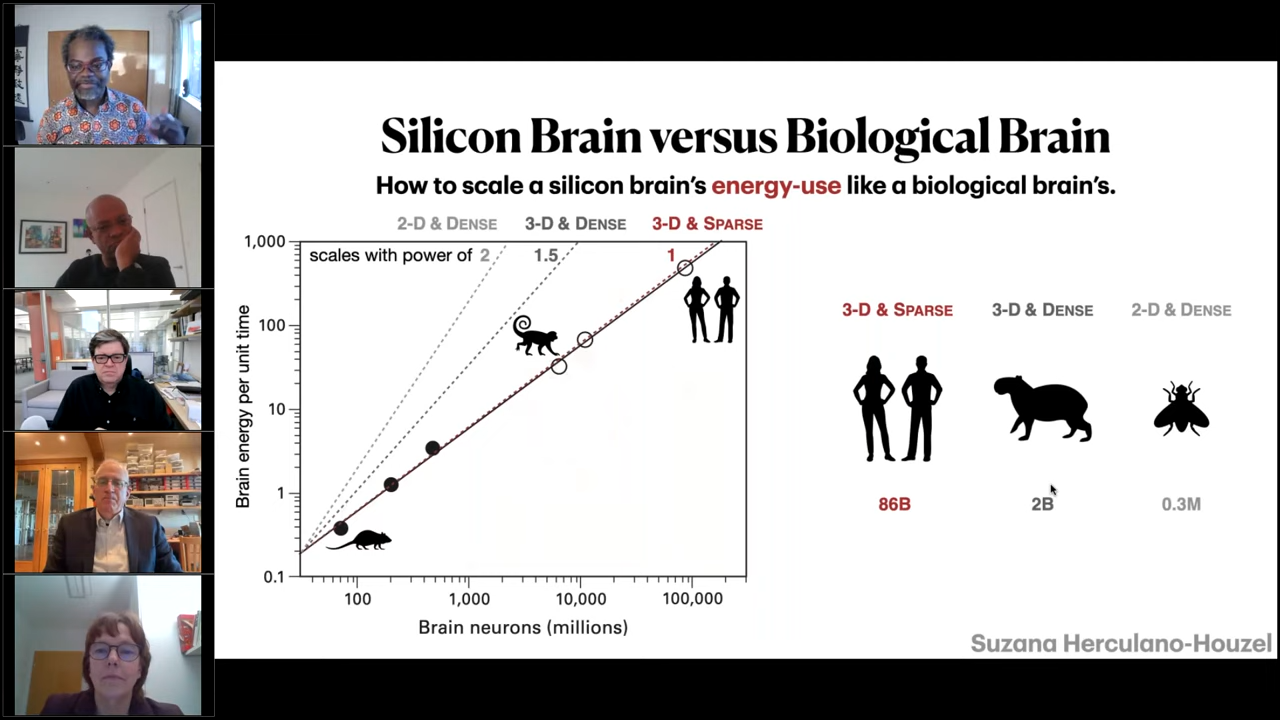 Silicon Brain versus Biological Brain
How to scale a silicon brain's energy-use like a biological brain's.
2-D & DENSE 3-D & DENSE 3-D & SPARSE
scales with power of 2 1.5 1
1,000
100
10
1
0.1
Brain energy per unit time
100 1,000 10,000 100,000
Brain neurons (millions)
3-D & SPARSE 3-D & DENSE 2-D & DENSE
86B 2B 0.3M
Suzana Herculano-Houzel